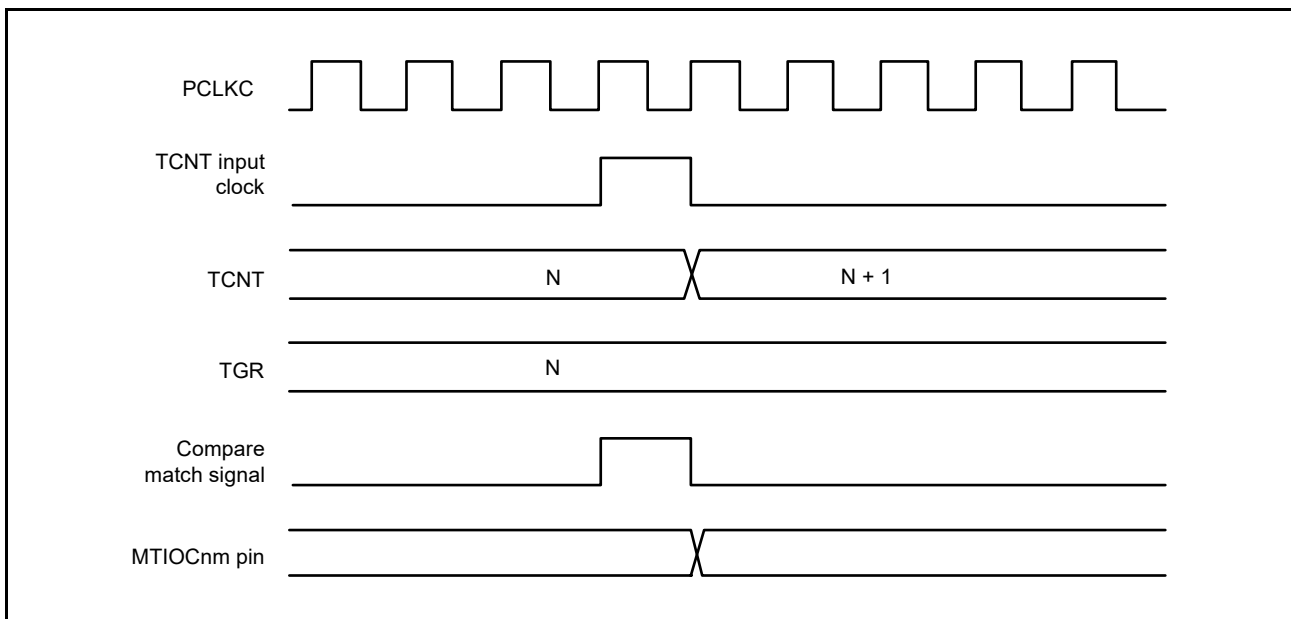 PCLKC
TCNT input
clock
TCNT
N
N + 1
TGR
N
Compare
match signal
MTIOCnm pin